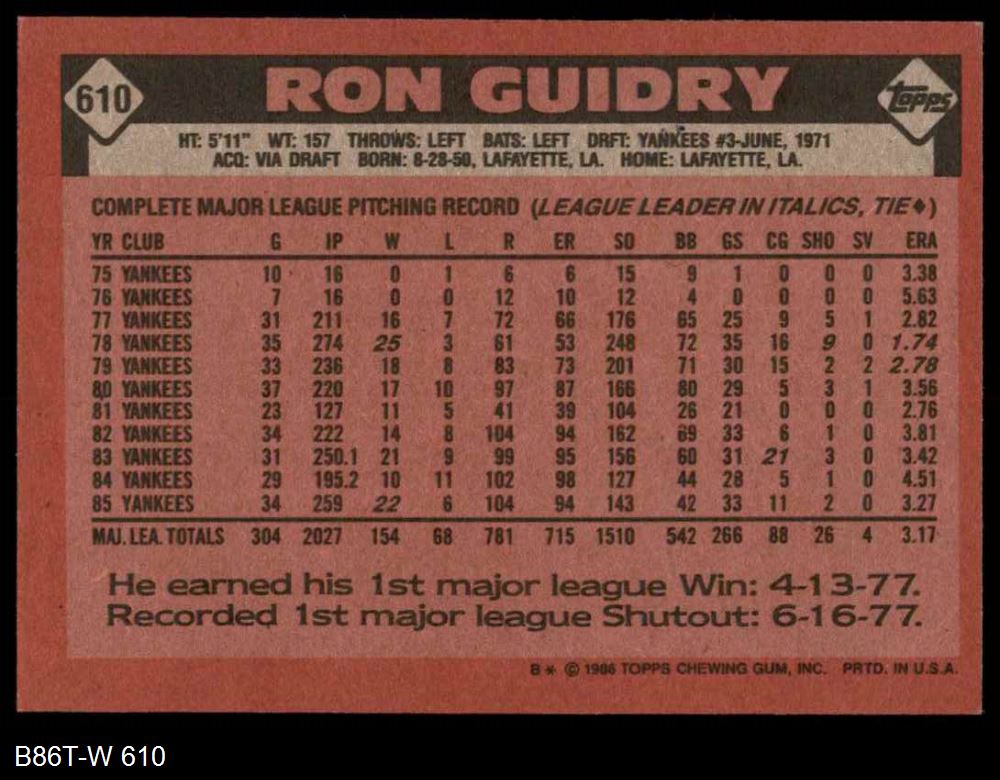 610 RON GUIDRY Topps
HT: 5'11" WT: 157 THROWS: LEFT BATS: LEFT DRFT: YANKEES #3-JUNE, 1971
ACQ: VIA DRAFT BORN: 8-28-50, LAFAYETTE, LA. HOME: LAFAYETTE, LA.
COMPLETE MAJOR LEAGUE PITCHING RECORD (LEAGUE LEADER IN ITALICS, TIE♦)
YR CLUB G IP W L R ER SO BB GS CG SHO SV ERA
75 YANKEES 10 16 0 1 6 6 15 9 1 0 0 0 3.38
76 YANKEES 7 16 0 0 12 10 12 4 0 0 0 0 5.63
77 YANKEES 31 211 16 7 72 66 176 65 25 9 5 1 2.82
78 YANKEES 35 274 25 3 61 53 248 72 35 16 9 0 1.74
79 YANKEES 33 236 18 8 83 73 201 71 30 15 2 2 2.78
80 YANKEES 37 220 17 10 97 87 166 80 29 5 3 1 3.56
81 YANKEES 23 127 11 5 41 39 104 26 21 0 0 0 2.76
82 YANKEES 34 222 14 8 104 94 162 69 33 6 1 0 3.81
83 YANKEES 31 250.1 21 9 99 95 156 60 31 21 3 0 3.42
84 YANKEES 29 195.2 10 11 102 98 127 44 28 5 1 0 4.51
85 YANKEES 34 259 22 6 104 94 143 42 33 11 2 0 3.27
MAJ. LEA. TOTALS 304 2027 154 68 781 715 1510 542 266 88 26 4 3.17
He earned his 1st major league Win: 4-13-77.
Recorded 1st major league Shutout: 6-16-77.
B* © 1986 TOPPS CHEWING GUM, INC. PRTD. IN U.S.A.
B86T-W 610